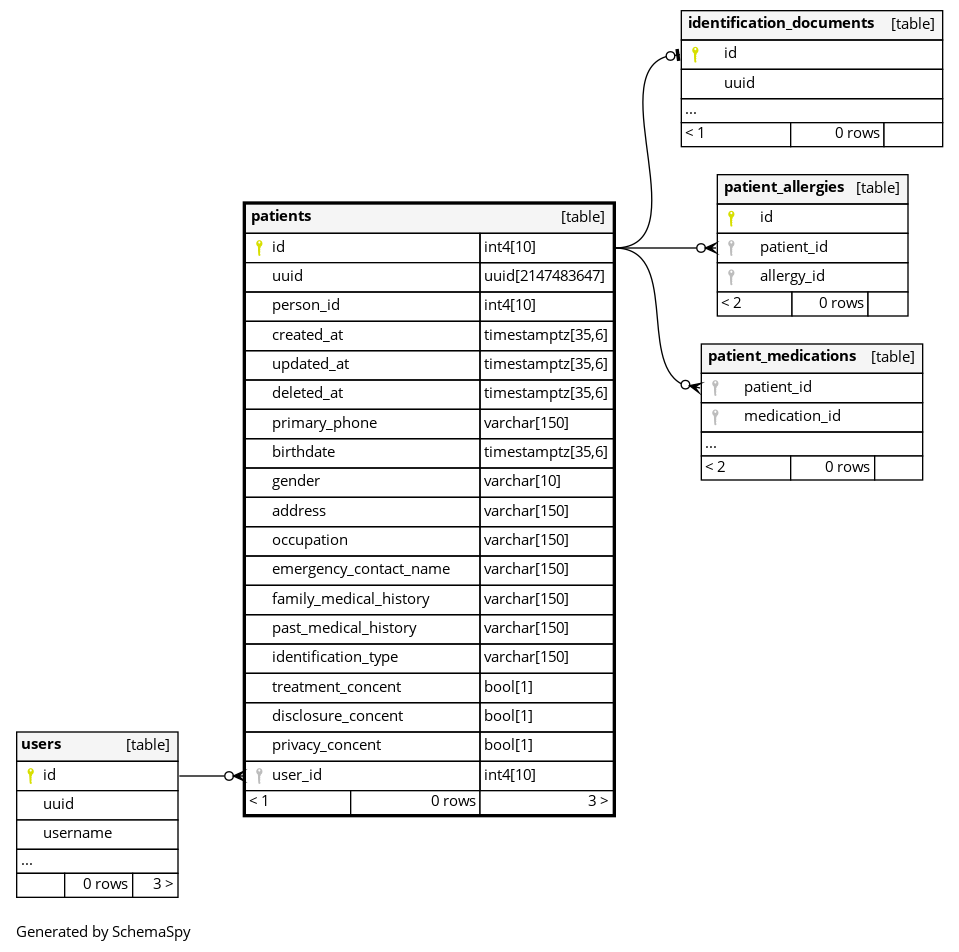 identification_documents [table]
id
uuid
...
< 1 0 rows
patient_allergies [table]
id
patient_id
allergy_id
< 2 0 rows
patients [table]
id int4[10]
uuid uuid[2147483647]
person_id int4[10]
created_at timestamptz[35,6]
updated_at timestamptz[35,6]
deleted_at timestamptz[35,6]
primary_phone varchar[150]
birthdate timestamptz[35,6]
gender varchar[10]
address varchar[150]
occupation varchar[150]
emergency_contact_name varchar[150]
family_medical_history varchar[150]
past_medical_history varchar[150]
identification_type varchar[150]
treatment_concent bool[1]
disclosure_concent bool[1]
privacy_concent bool[1]
user_id int4[10]
< 1 0 rows 3 >
patient_medications [table]
patient_id
medication_id
...
< 2 0 rows
users [table]
id
uuid
username
...
0 rows 3 >
Generated by SchemaSpy